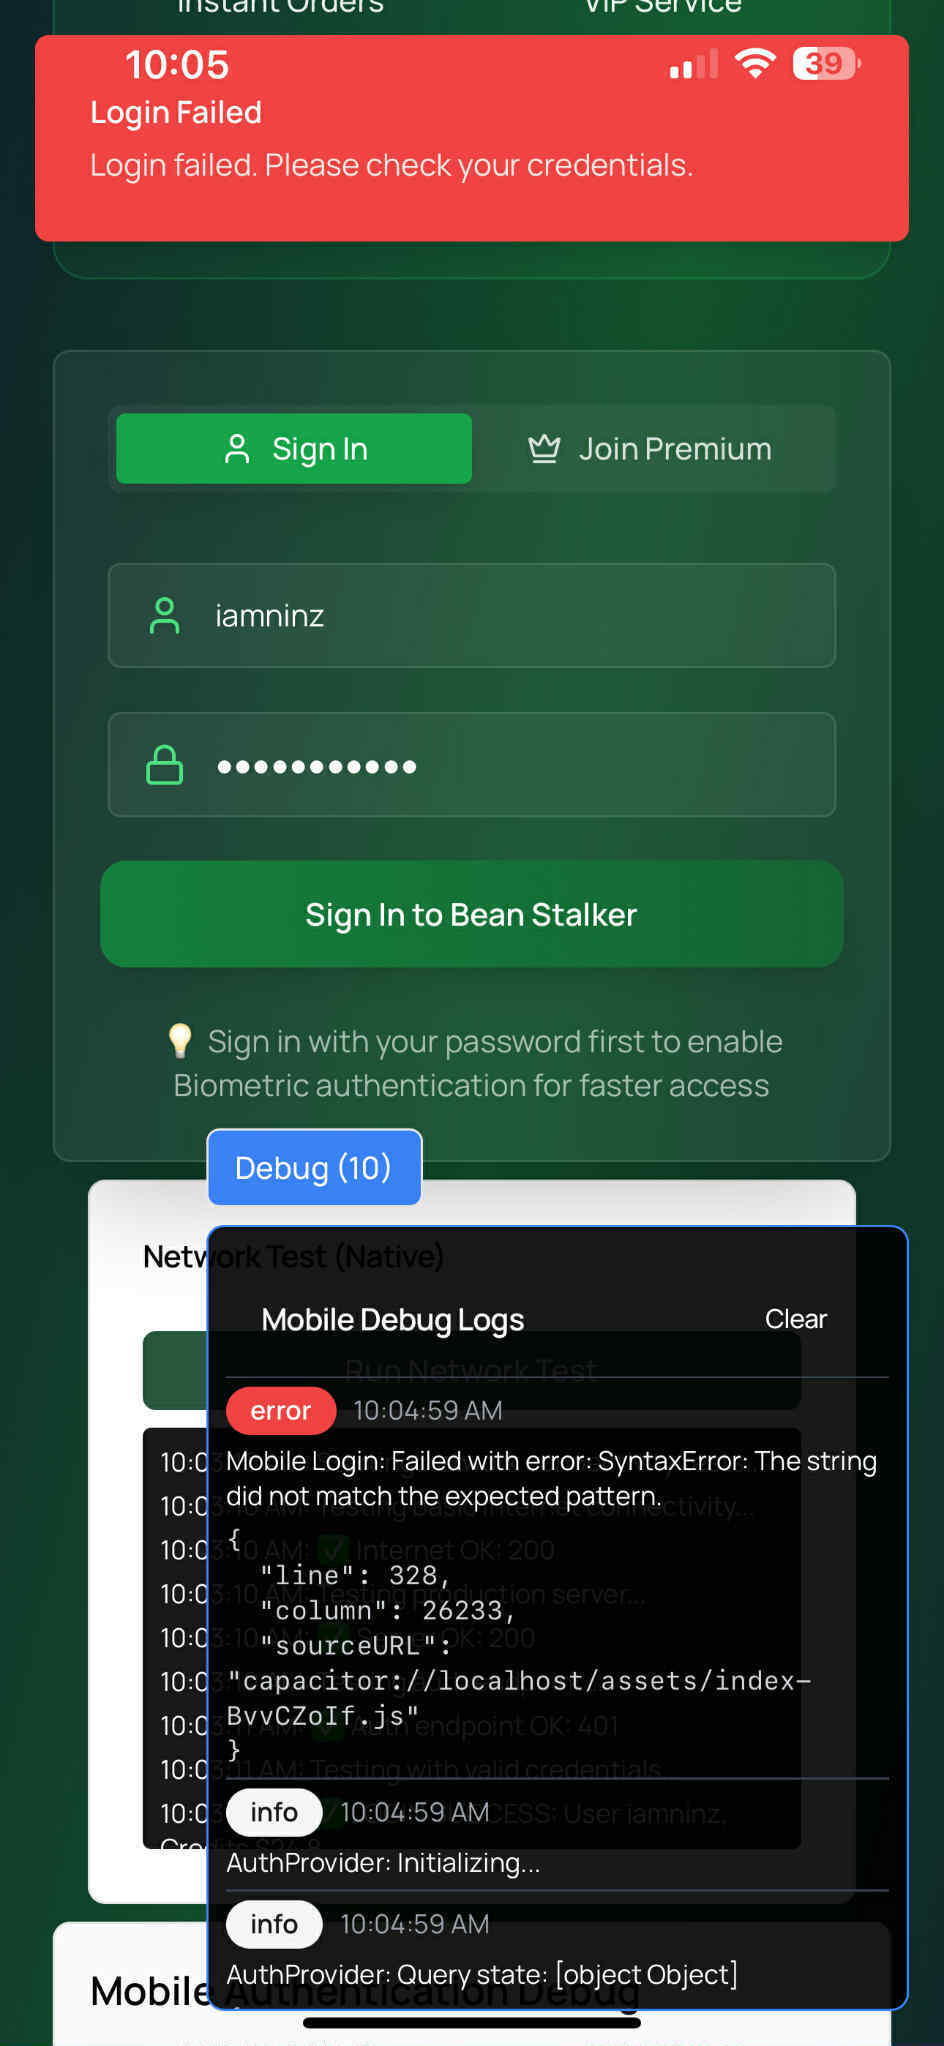 Instant Orders
VIP Service
10:05
39
Login Failed
Login failed. Please check your credentials.
Sign In
Join Premium
iamninz
•••••••••••
Sign In to Bean Stalker
💡 Sign in with your password first to enable
Biometric authentication for faster access
Debug (10)
Network Test (Native)
Mobile Debug Logs
Clear
Run Network Test
error 10:04:59 AM
Mobile Login: Failed with error: SyntaxError: The string
did not match the expected pattern.
{
"line": 328,
"column": 26233,
"sourceURL":
"capacitor://localhost/assets/index-
BvvCZoIf.js"
}
info 10:04:59 AM
AuthProvider: Initializing...
info 10:04:59 AM
AuthProvider: Query state: [object Object]
10:03:10 AM: Testing basic internet connectivity...
10:03:10 AM: ✅ Internet OK: 200
10:03:10 AM: Testing production server...
10:03:10 AM: ✅ Server OK: 200
10:03:11 AM: ✅ Auth endpoint OK: 401
10:03:11 AM: Testing with valid credentials
User iamninz,
Mobile Authentication Debug